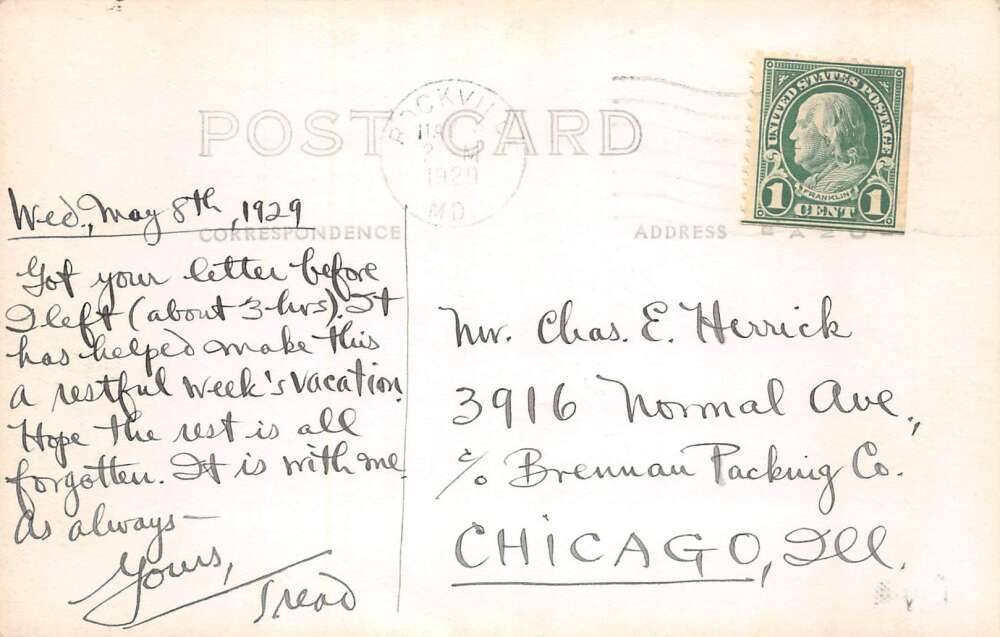 POST CARD
ROCKVILLE
MAY
M
1929
MD.
UNITED STATES POSTAGE
FRANKLIN
1 CENT 1
Wed., May 8th, 1929
CORRESPONDENCE
ADDRESS
Got your letter before
I left (about 3-hrs). It
has helped make this
a restful week's vacation.
Hope the rest is all
forgotten. It is with me
As always—
Yours,
Mr. Chas. E. Herrick
3916 Normal Ave.,
c/o Brennan Packing Co.
CHICAGO, Ill.